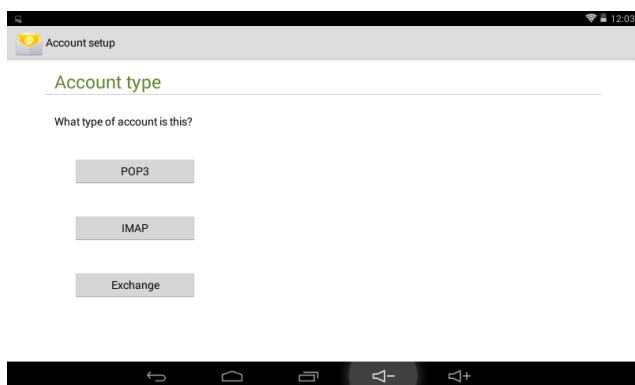 12:03
Account setup
Account type
What type of account is this?
POP3
IMAP
Exchange